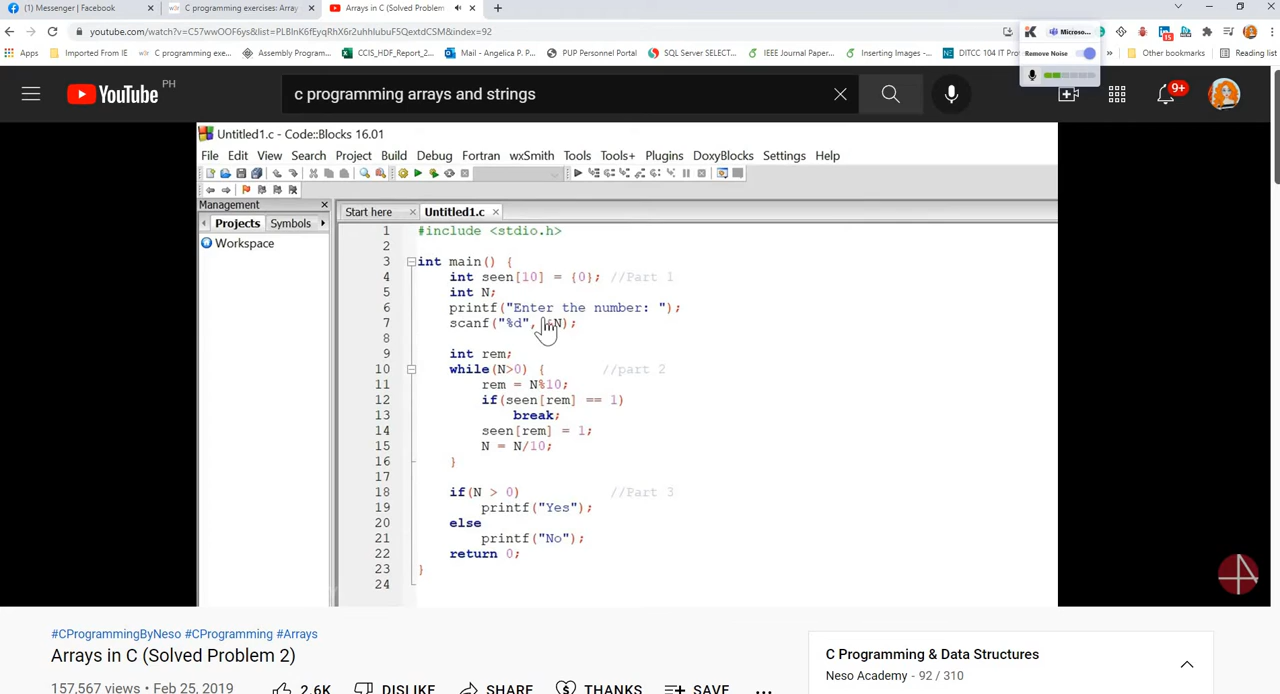 (1) Messenger | Facebook
C programming exercises: Array
Arrays in C (Solved Problem
youtube.com/watch?v=C57wwOOF6ys&list=PLBlnK6fEyqRhX6r2uhhlubuF5QextdCSM&index=92
Microso...
Remove Noise
15
Apps
Imported From IE
C programming exe...
Assembly Program...
CCIS_HDF_Report_2...
Mail - Angelica P. P...
PUP Personnel Portal
SQL Server SELECT...
IEEE Journal Paper...
Inserting Images -...
DITCC 104 IT Pro
»
Other bookmarks
Reading list
YouTube PH
c programming arrays and strings
9+
Untitled1.c - Code::Blocks 16.01
File Edit View Search Project Build Debug Fortran wxSmith Tools Tools+ Plugins DoxyBlocks Settings Help
Management
Start here
Untitled1.c
Projects Symbols
Workspace
1 #include <stdio.h>
2
3 int main() {
4 int seen[10] = {0}; //Part 1
5 int N;
6 printf("Enter the number: ");
7 scanf("%d", &N);
8
9 int rem;
10 while(N>0) { //part 2
11 rem = N%10;
12 if(seen[rem] == 1)
13 break;
14 seen[rem] = 1;
15 N = N/10;
16 }
17
18 if(N > 0) //Part 3
19 printf("Yes");
20 else
21 printf("No");
22 return 0;
23 }
24
#CProgrammingByNeso #CProgramming #Arrays
Arrays in C (Solved Problem 2)
157,567 views • Feb 25, 2019
2.6K
DISLIKE
SHARE
THANKS
SAVE
C Programming & Data Structures
Neso Academy - 92 / 310